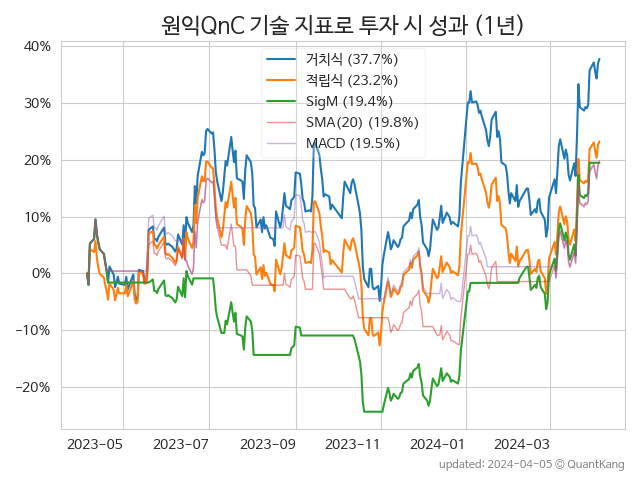 원익QnC 기술 지표로 투자 시 성과 (1년)
거치식 (37.7%)
적립식 (23.2%)
SigM (19.4%)
SMA(20) (19.8%)
MACD (19.5%)
40%
30%
20%
10%
0%
−10%
−20%
2023-05 2023-07 2023-09 2023-11 2024-01 2024-03
updated: 2024-04-05 © QuantKang